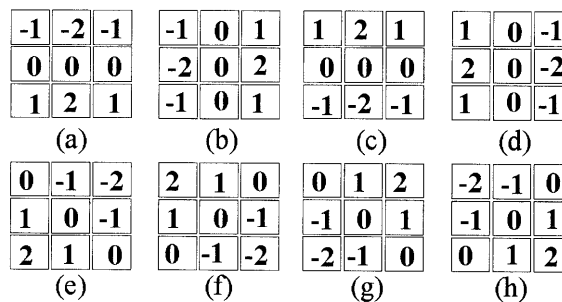 -1 -2 -1 -1 0 1 1 2 1 1 0 -1
0 0 0 -2 0 2 0 0 0 2 0 -2
1 2 1 -1 0 1 -1 -2 -1 1 0 -1
(a) (b) (c) (d)
0 -1 -2 2 1 0 0 1 2 -2 -1 0
1 0 -1 1 0 -1 -1 0 1 -1 0 1
2 1 0 0 -1 -2 -2 -1 0 0 1 2
(e) (f) (g) (h)